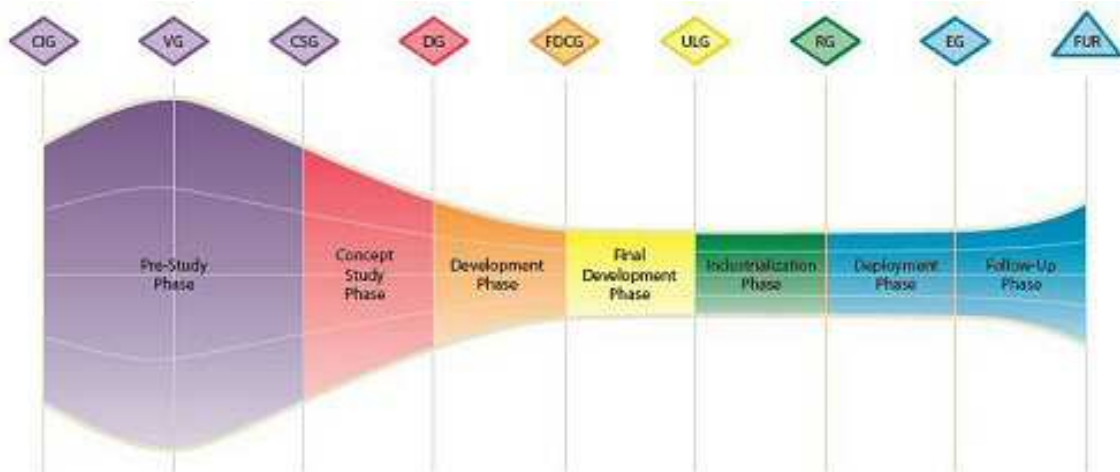 CIG
VG
CSG
DG
FDCG
ULG
RG
EG
FUR
Pre-Study
Phase
Concept
Study
Phase
Development
Phase
Final
Development
Phase
Industrialization
Phase
Deployment
Phase
Follow-Up
Phase